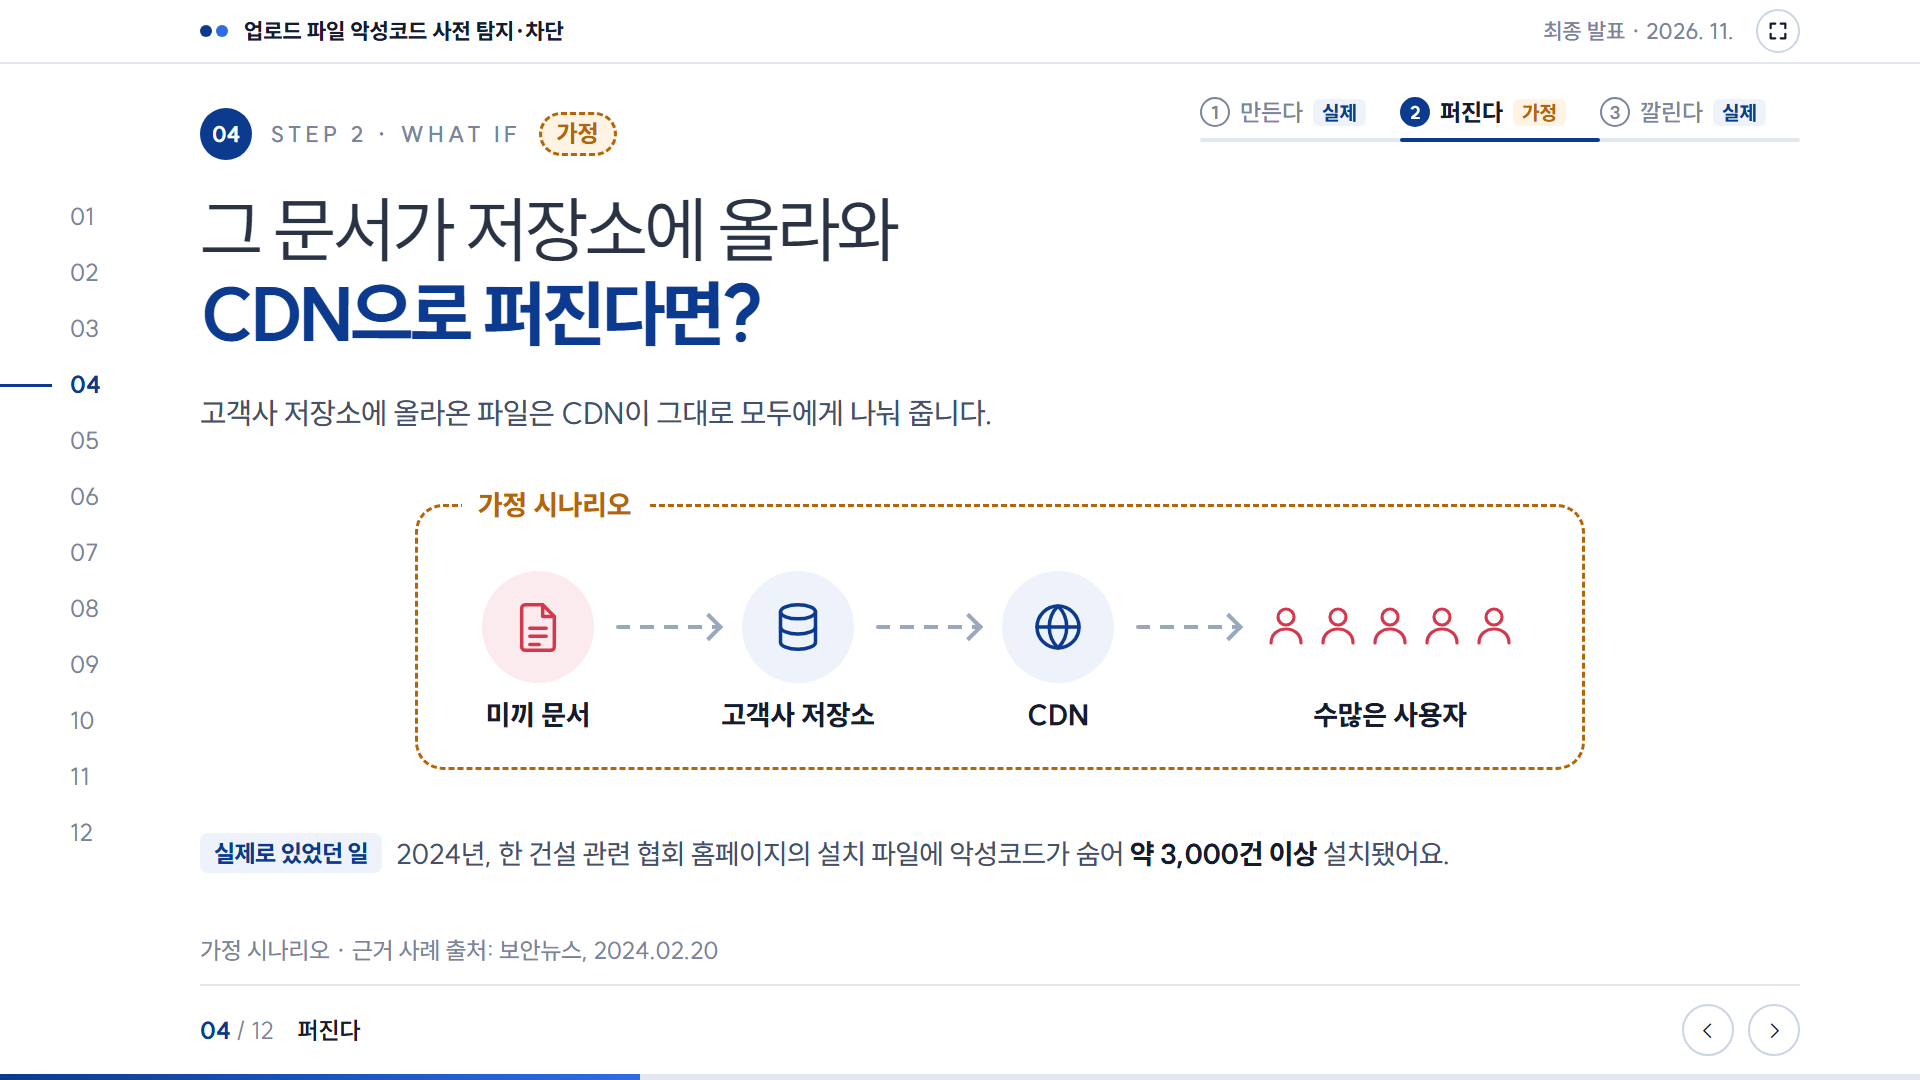 업로드 파일 악성코드 사전 탐지·차단
최종 발표 · 2026. 11.
04 STEP 2 · WHAT IF 가정
1 만든다 실제 2 퍼진다 가정 3 깔린다 실제
그 문서가 저장소에 올라와
CDN으로 퍼진다면?
고객사 저장소에 올라온 파일은 CDN이 그대로 모두에게 나눠 줍니다.
01
02
03
04
05
06
07
08
09
10
11
12
가정 시나리오
미끼 문서
고객사 저장소
CDN
수많은 사용자
실제로 있었던 일 2024년, 한 건설 관련 협회 홈페이지의 설치 파일에 악성코드가 숨어 약 3,000건 이상 설치됐어요.
가정 시나리오 · 근거 사례 출처: 보안뉴스, 2024.02.20
04 / 12 퍼진다